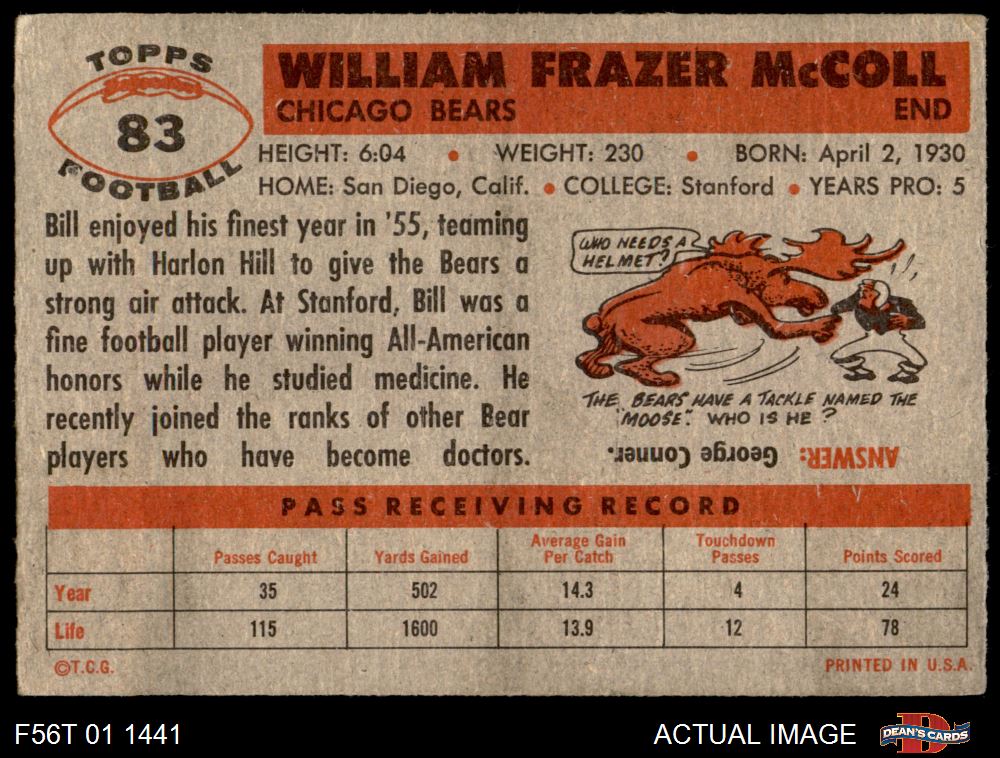 TOPPS
83
FOOTBALL
WILLIAM FRAZER McCOLL
CHICAGO BEARS END
HEIGHT: 6:04 • WEIGHT: 230 • BORN: April 2, 1930
HOME: San Diego, Calif. • COLLEGE: Stanford • YEARS PRO: 5
Bill enjoyed his finest year in '55, teaming
up with Harlon Hill to give the Bears a
strong air attack. At Stanford, Bill was a
fine football player winning All-American
honors while he studied medicine. He
recently joined the ranks of other Bear
players who have become doctors.
WHO NEEDS A
HELMET?
THE BEARS HAVE A TACKLE NAMED THE
"MOOSE". WHO IS HE?
ANSWER: George Conner.
PASS RECEIVING RECORD
Passes Caught Yards Gained Average Gain Per Catch Touchdown Passes Points Scored
Year 35 502 14.3 4 24
Life 115 1600 13.9 12 78
©T.C.G. PRINTED IN U.S.A.
F56T 01 1441 ACTUAL IMAGE D DEAN'S CARDS